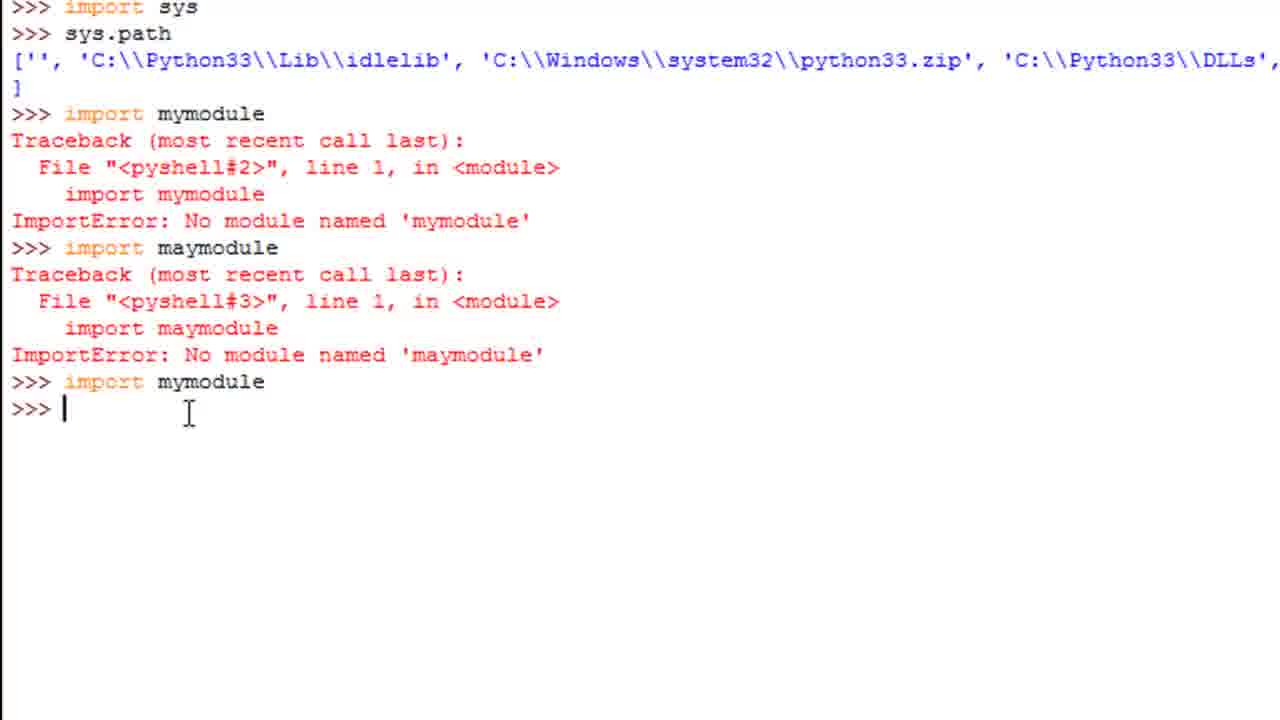 >>> import sys
>>> sys.path
['', 'C:\\Python33\\Lib\\idlelib', 'C:\\Windows\\system32\\python33.zip', 'C:\\Python33\\DLLs',
]
>>> import mymodule
Traceback (most recent call last):
  File "<pyshell#2>", line 1, in <module>
    import mymodule
ImportError: No module named 'mymodule'
>>> import maymodule
Traceback (most recent call last):
  File "<pyshell#3>", line 1, in <module>
    import maymodule
ImportError: No module named 'maymodule'
>>> import mymodule
>>>